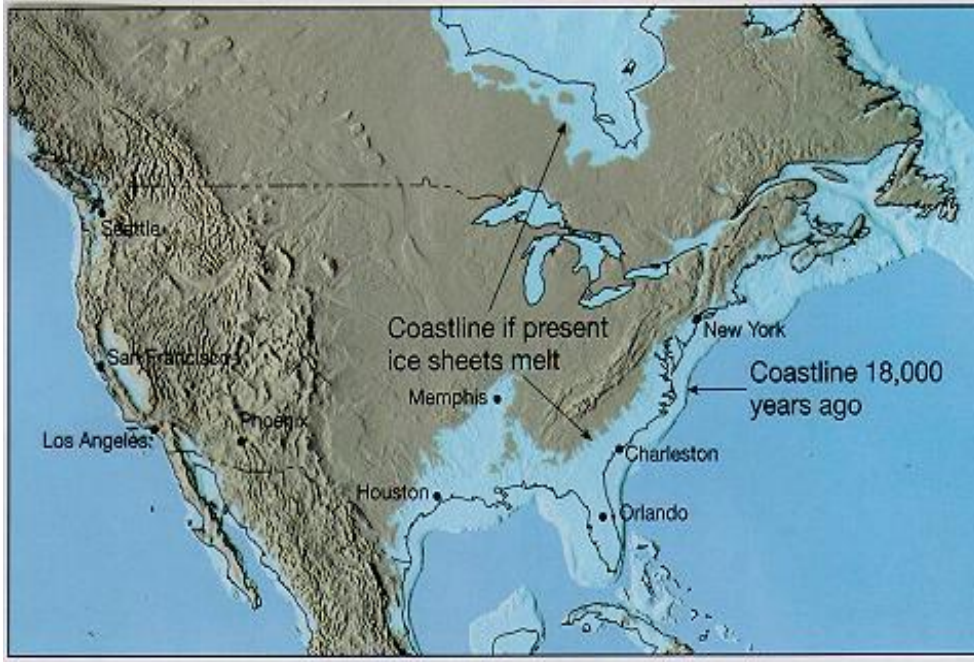 Seattle
Coastline if present
ice sheets melt
New York
San Francisco
Coastline 18,000
years ago
Memphis
Phoenix
Los Angeles
Charleston
Houston
Orlando